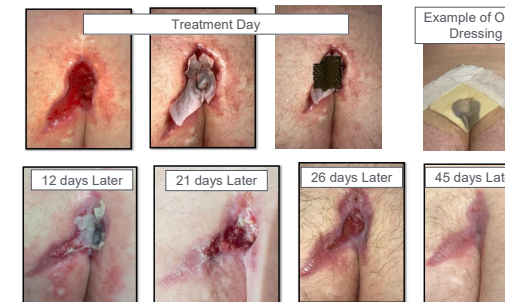 Treatment Day
Example of O
Dressing
12 days Later
21 days Later
26 days Later
45 days Lat